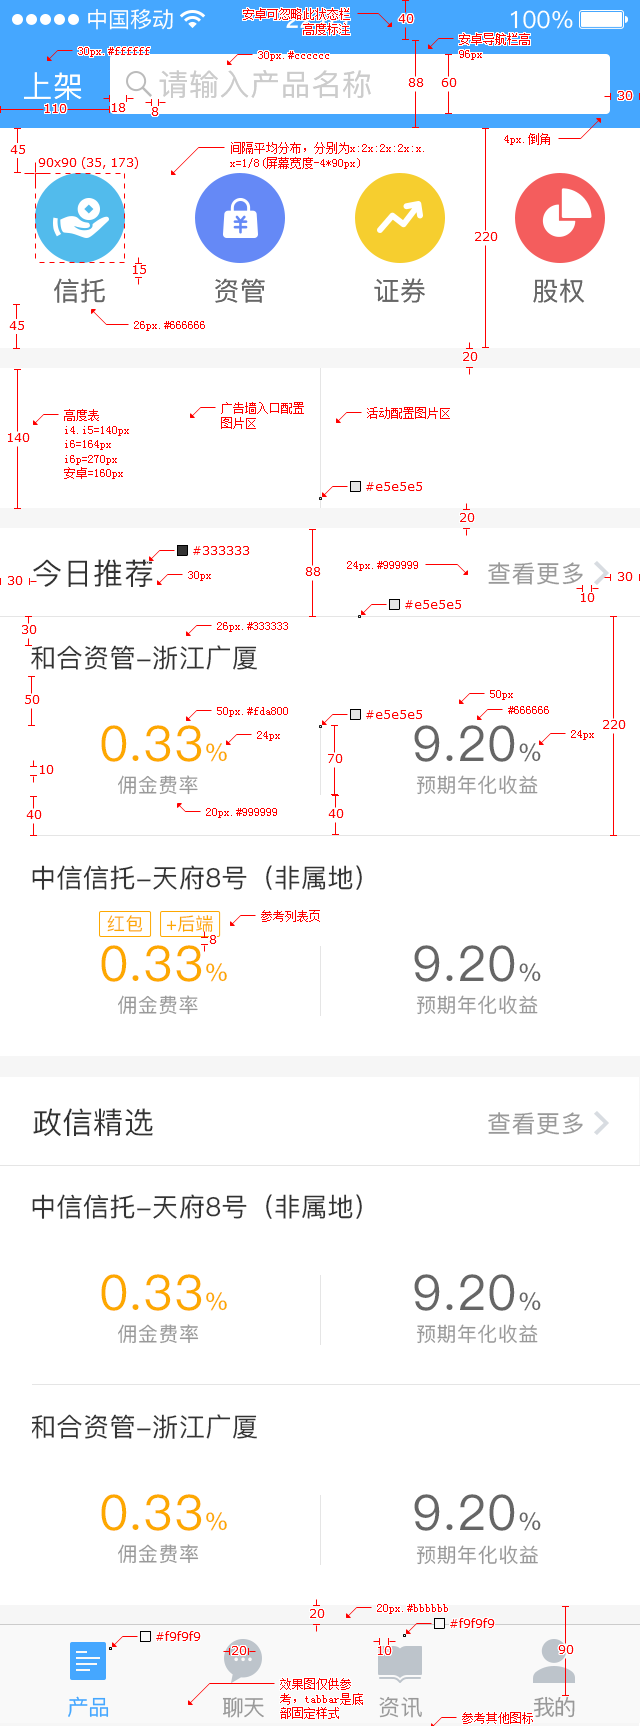 中国移动
安卓可忽略此状态栏
高度标注
40
100%
安卓导航栏高
96px
30px.#ffffff
30px.#cccccc
上架
请输入产品名称
88
60
30
110
18
8
45
90x90 (35, 173)
间隔平均分布，分别为x:2x:2x:2x:x.
x=1/8(屏幕宽度-4*90px)
4px.倒角
220
15
信托
资管
证券
股权
45
26px.#666666
20
140
高度表
i4.i5=140px
i6=164px
i6p=270px
安卓=160px
广告墙入口配置
图片区
活动配置图片区
#e5e5e5
20
#333333
30
今日推荐
30px
88
24px.#999999
查看更多
30
10
#e5e5e5
30
26px.#333333
和合资管-浙江广厦
50
50px.#fda800
#e5e5e5
50px
#666666
220
0.33%
24px
9.20%
24px
70
10
佣金费率
预期年化收益
40
20px.#999999
40
中信信托-天府8号（非属地）
红包
+后端
参考列表页
8
0.33%
9.20%
佣金费率
预期年化收益
政信精选
查看更多
中信信托-天府8号（非属地）
0.33%
9.20%
佣金费率
预期年化收益
和合资管-浙江广厦
0.33%
9.20%
佣金费率
预期年化收益
20
20px.#bbbbbb
#f9f9f9
#f9f9f9
20
10
90
效果图仅供参
考，tabbar是底
部固定样式
产品
聊天
资讯
我的
参考其他图标